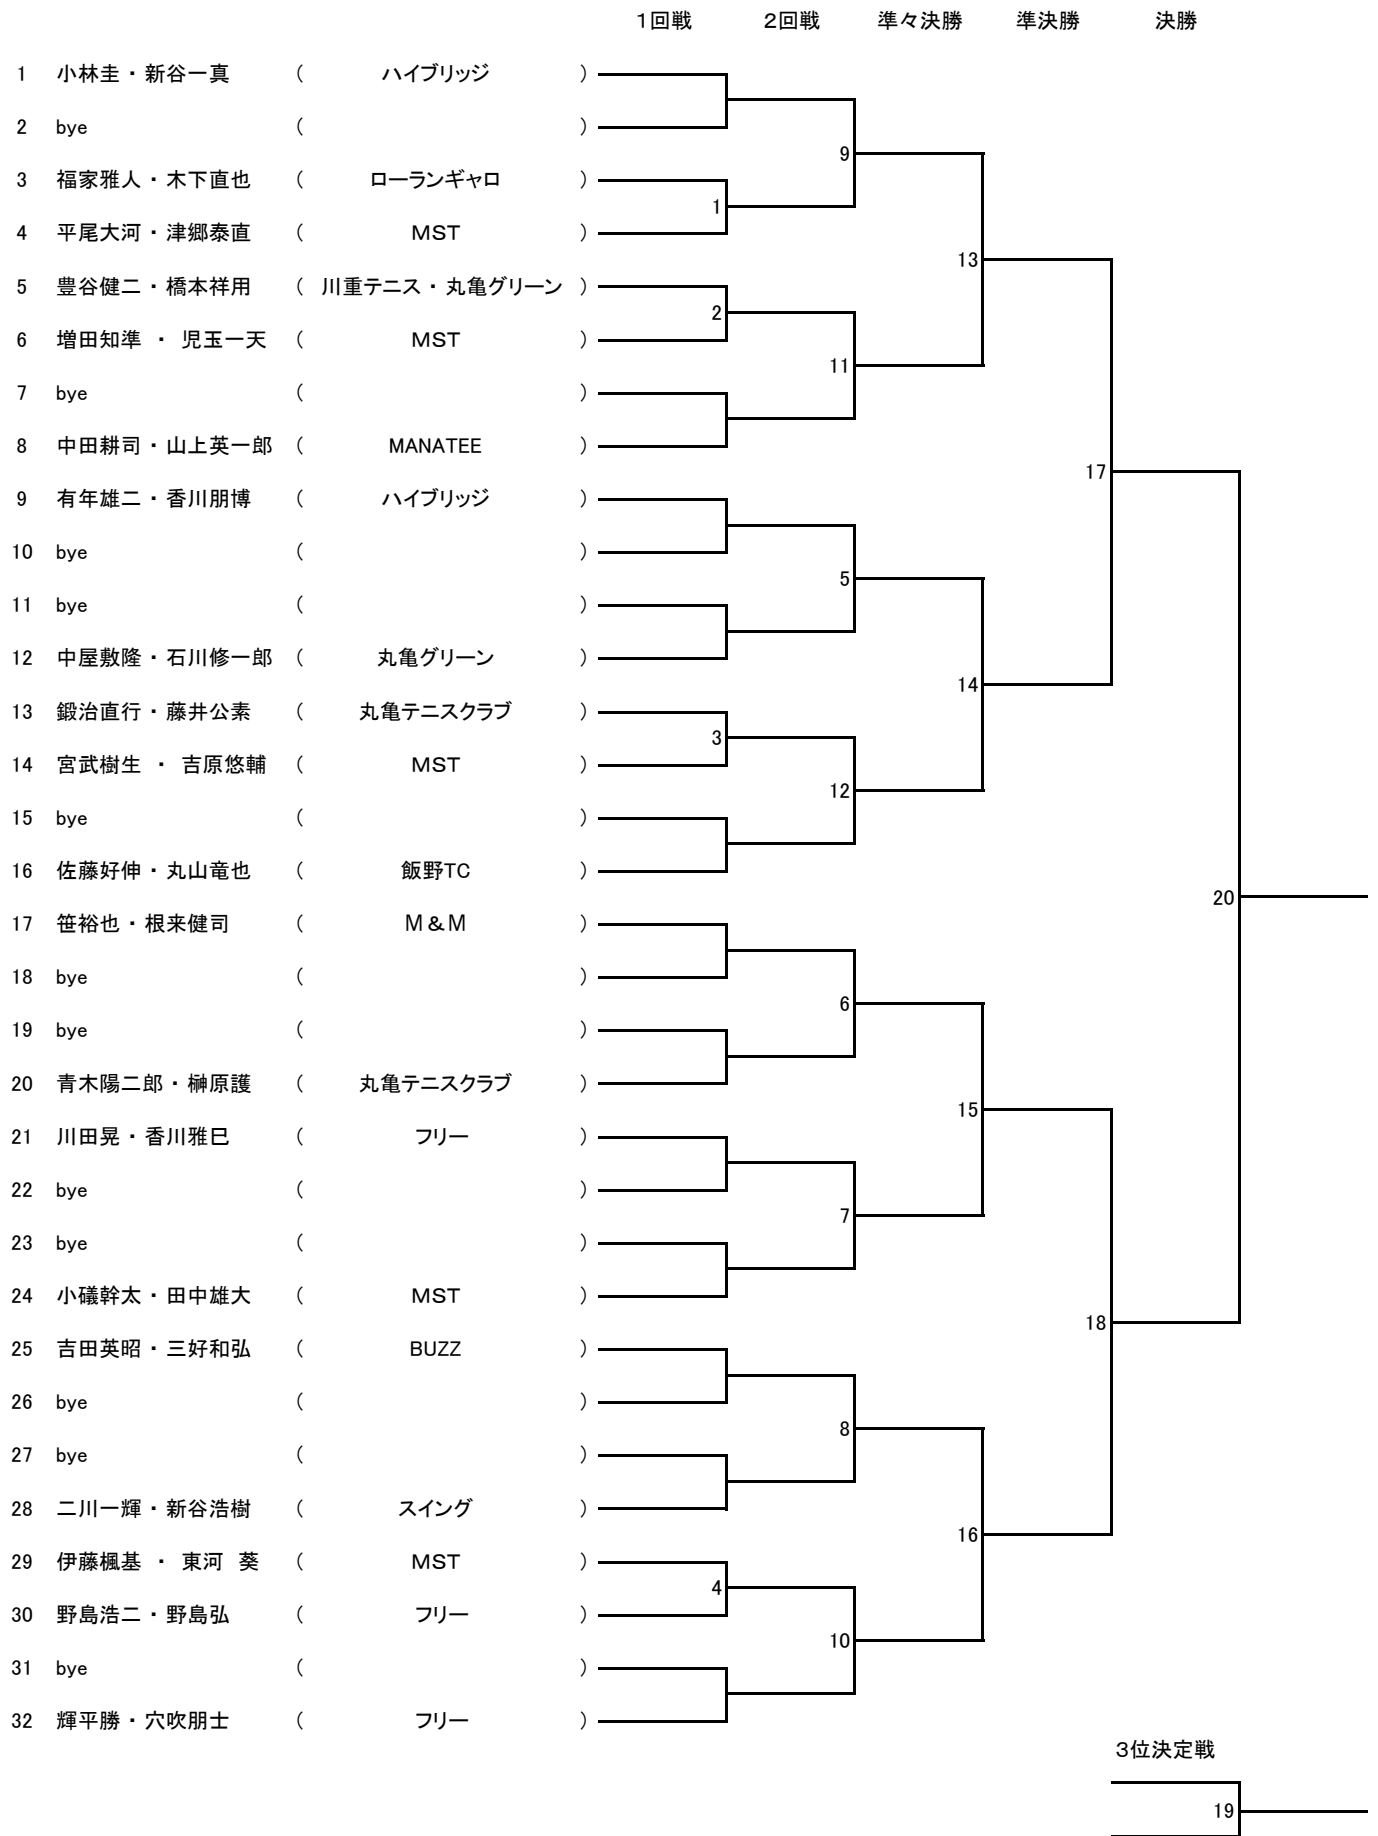 １回戦 ２回戦 準々決勝 準決勝 決勝
1 小林圭・新谷一真 ( ハイブリッジ )
2 bye ( )
9
3 福家雅人・木下直也 ( ローランギャロ )
1
4 平尾大河・津郷泰直 ( MST )
13
5 豊谷健二・橋本祥用 ( 川重テニス・丸亀グリーン )
2
6 増田知準 ・ 児玉一天 ( MST )
11
7 bye ( )
8 中田耕司・山上英一郎 ( MANATEE )
17
9 有年雄二・香川朋博 ( ハイブリッジ )
10 bye ( )
5
11 bye ( )
12 中屋敷隆・石川修一郎 ( 丸亀グリーン )
14
13 鍛治直行・藤井公素 ( 丸亀テニスクラブ )
3
14 宮武樹生 ・ 吉原悠輔 ( MST )
12
15 bye ( )
16 佐藤好伸・丸山竜也 ( 飯野TC )
20
17 笹裕也・根来健司 ( M＆M )
18 bye ( )
6
19 bye ( )
20 青木陽二郎・榊原護 ( 丸亀テニスクラブ )
15
21 川田晃・香川雅巳 ( フリー )
22 bye ( )
7
23 bye ( )
24 小礒幹太・田中雄大 ( MST )
18
25 吉田英昭・三好和弘 ( BUZZ )
26 bye ( )
8
27 bye ( )
28 二川一輝・新谷浩樹 ( スイング )
16
29 伊藤楓基 ・ 東河　葵 ( MST )
4
30 野島浩二・野島弘 ( フリー )
10
31 bye ( )
32 輝平勝・穴吹朋士 ( フリー )
３位決定戦
19